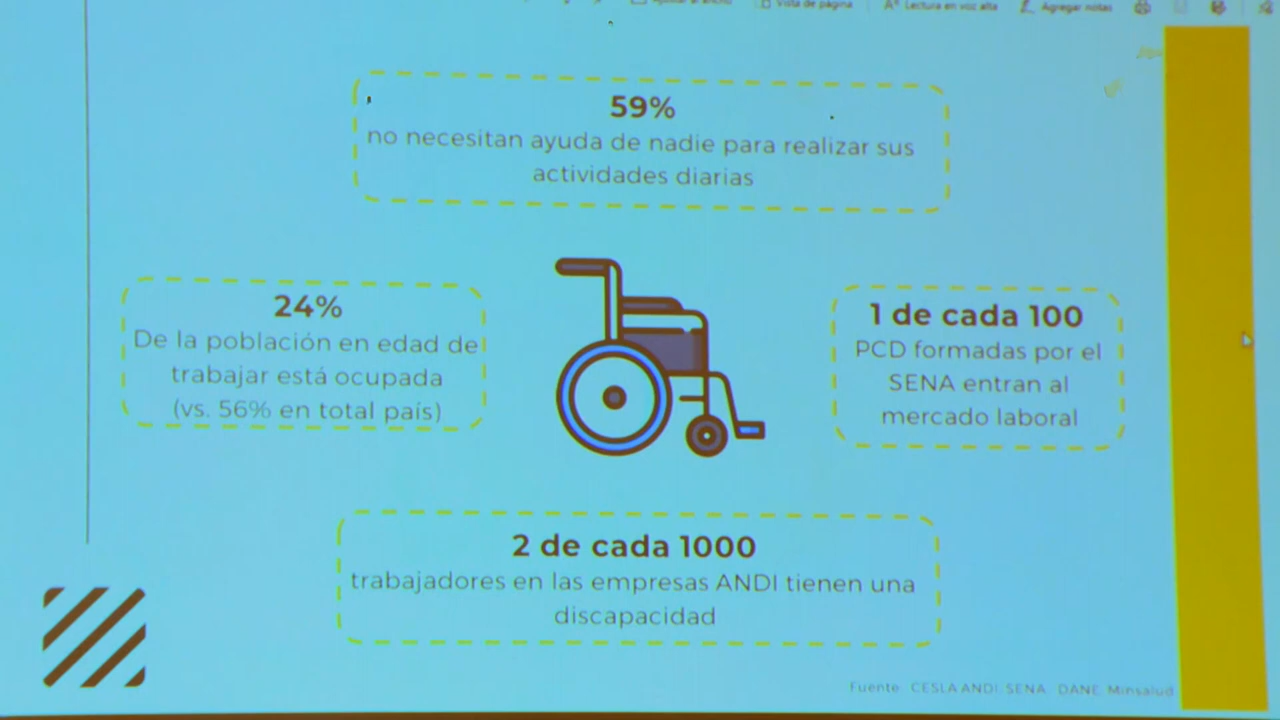 Vista de página
Lectura en voz alta
Agregar notas
59%
no necesitan ayuda de nadie para realizar sus
actividades diarias
24%
De la población en edad de
trabajar está ocupada
(vs. 56% en total país)
1 de cada 100
PCD formadas por el
SENA entran al
mercado laboral
2 de cada 1000
trabajadores en las empresas ANDI tienen una
discapacidad
Fuente CESLA ANDI, SENA DANE Minsalud